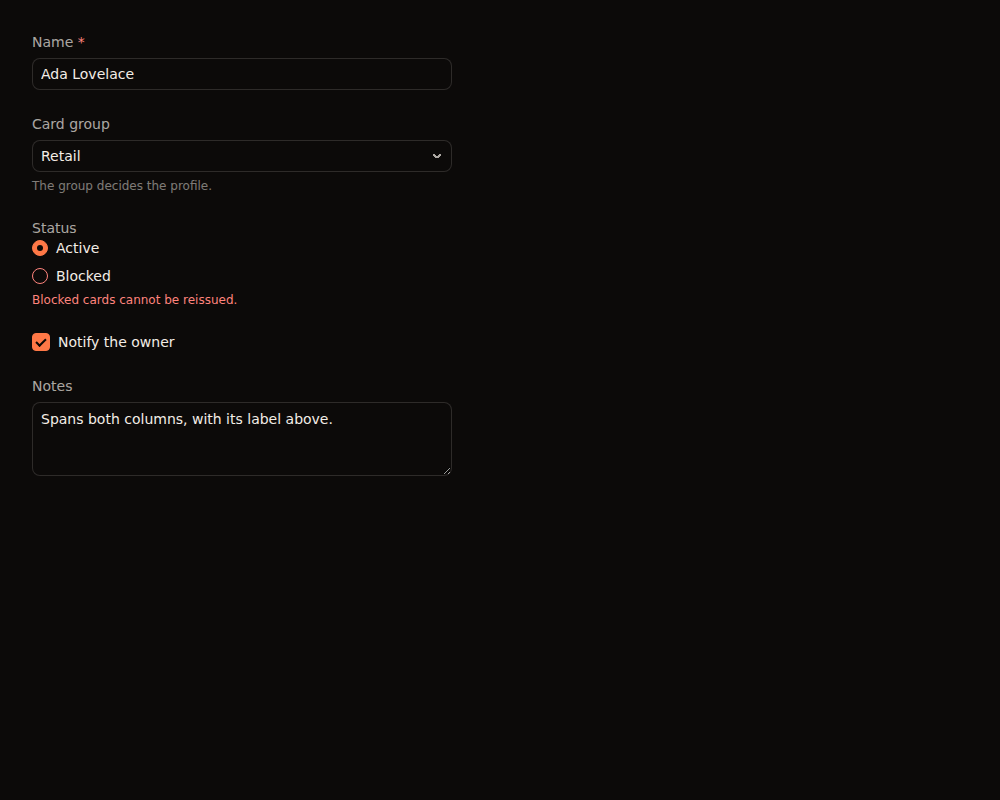 Name *
Ada Lovelace
Card group
Retail
The group decides the profile.
Status
Active
Blocked
Blocked cards cannot be reissued.
Notify the owner
Notes
Spans both columns, with its label above.